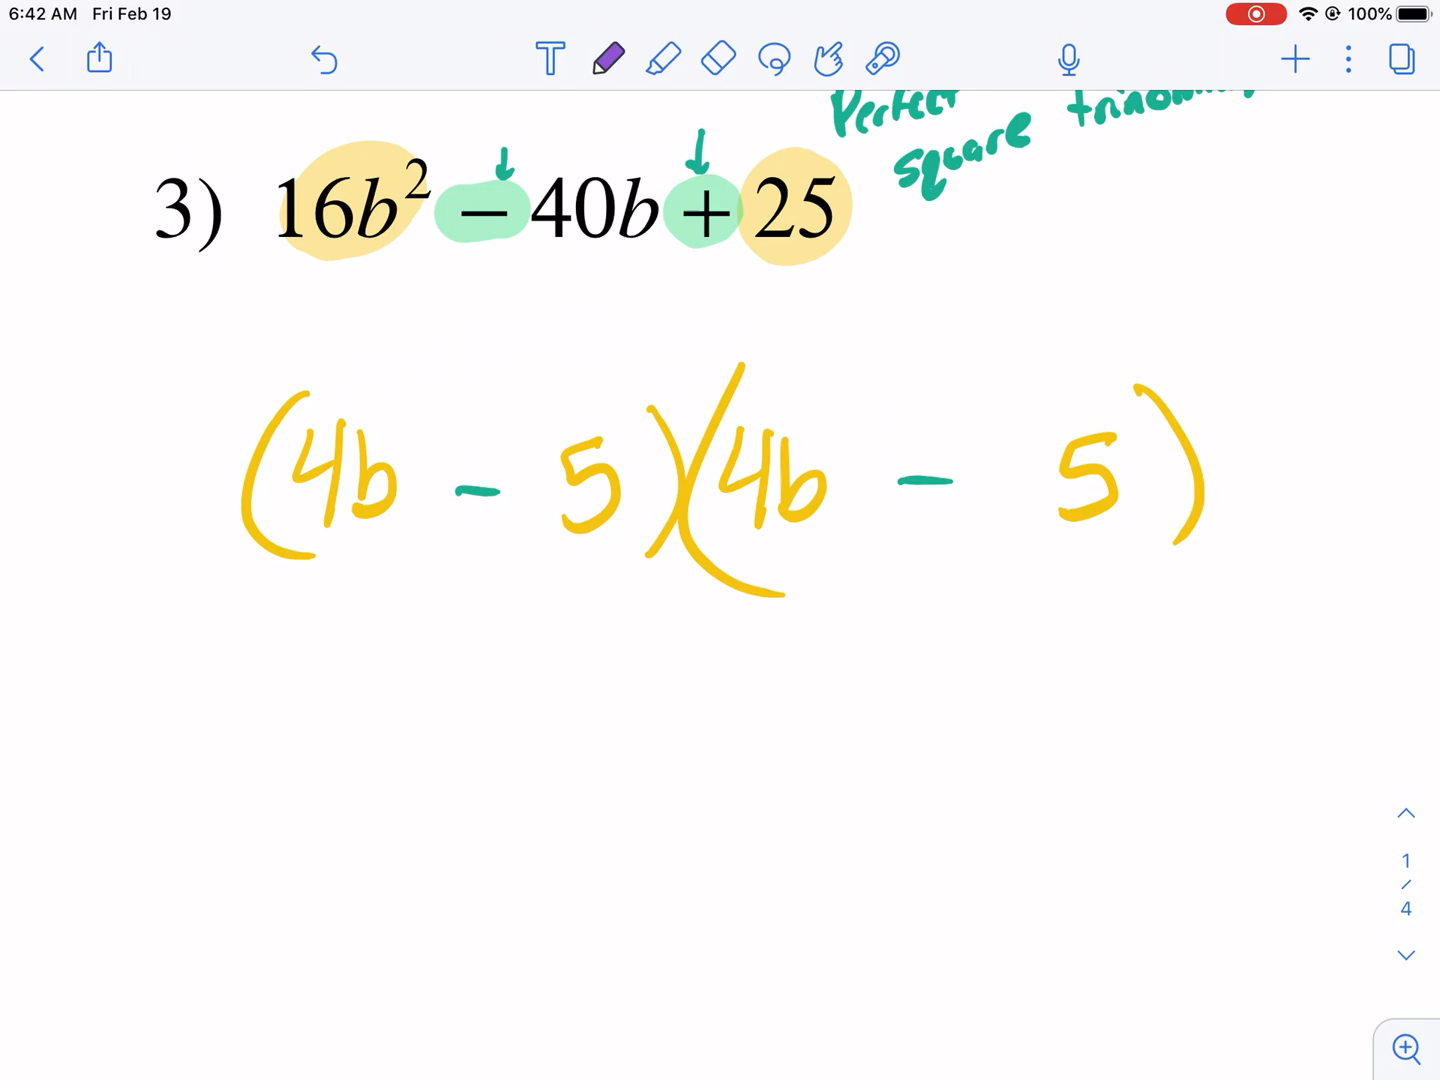 6:42 AM Fri Feb 19 100%
Perfect
square trinomial
3) 16b² − 40b + 25
(4b - 5)(4b - 5)
1
/
4